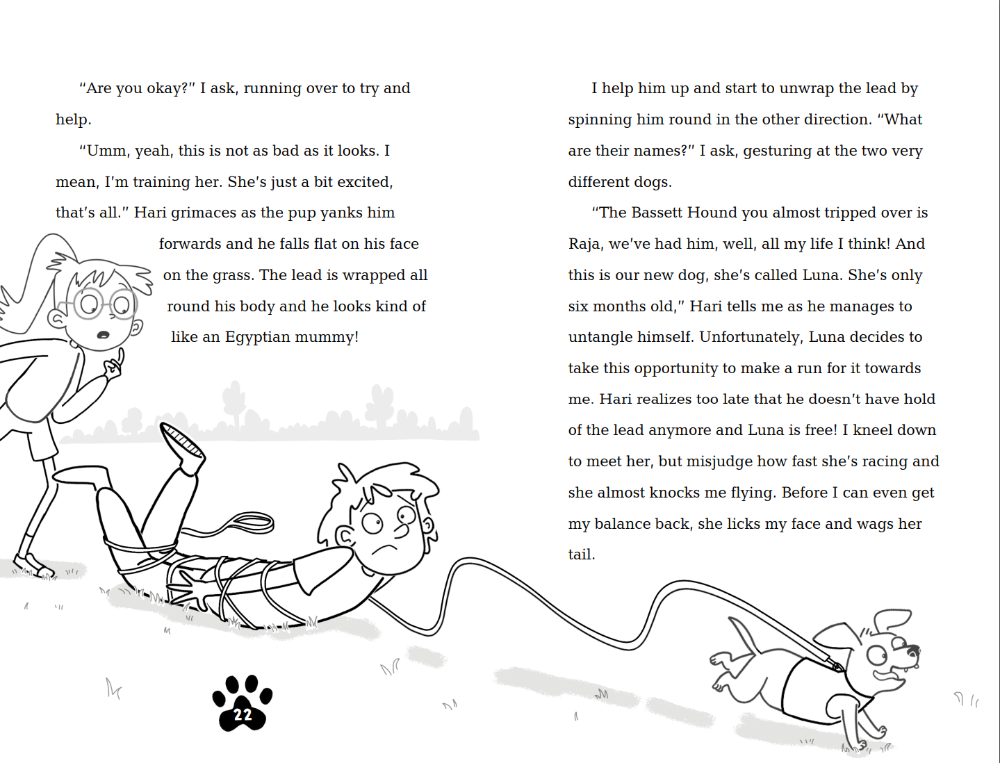 “Are you okay?” I ask, running over to try and
help.
“Umm, yeah, this is not as bad as it looks. I
mean, I’m training her. She’s just a bit excited,
that’s all.” Hari grimaces as the pup yanks him
forwards and he falls flat on his face
on the grass. The lead is wrapped all
round his body and he looks kind of
like an Egyptian mummy!
22
I help him up and start to unwrap the lead by
spinning him round in the other direction. “What
are their names?” I ask, gesturing at the two very
different dogs.
“The Bassett Hound you almost tripped over is
Raja, we’ve had him, well, all my life I think! And
this is our new dog, she’s called Luna. She’s only
six months old,” Hari tells me as he manages to
untangle himself. Unfortunately, Luna decides to
take this opportunity to make a run for it towards
me. Hari realizes too late that he doesn’t have hold
of the lead anymore and Luna is free! I kneel down
to meet her, but misjudge how fast she’s racing and
she almost knocks me flying. Before I can even get
my balance back, she licks my face and wags her
tail.